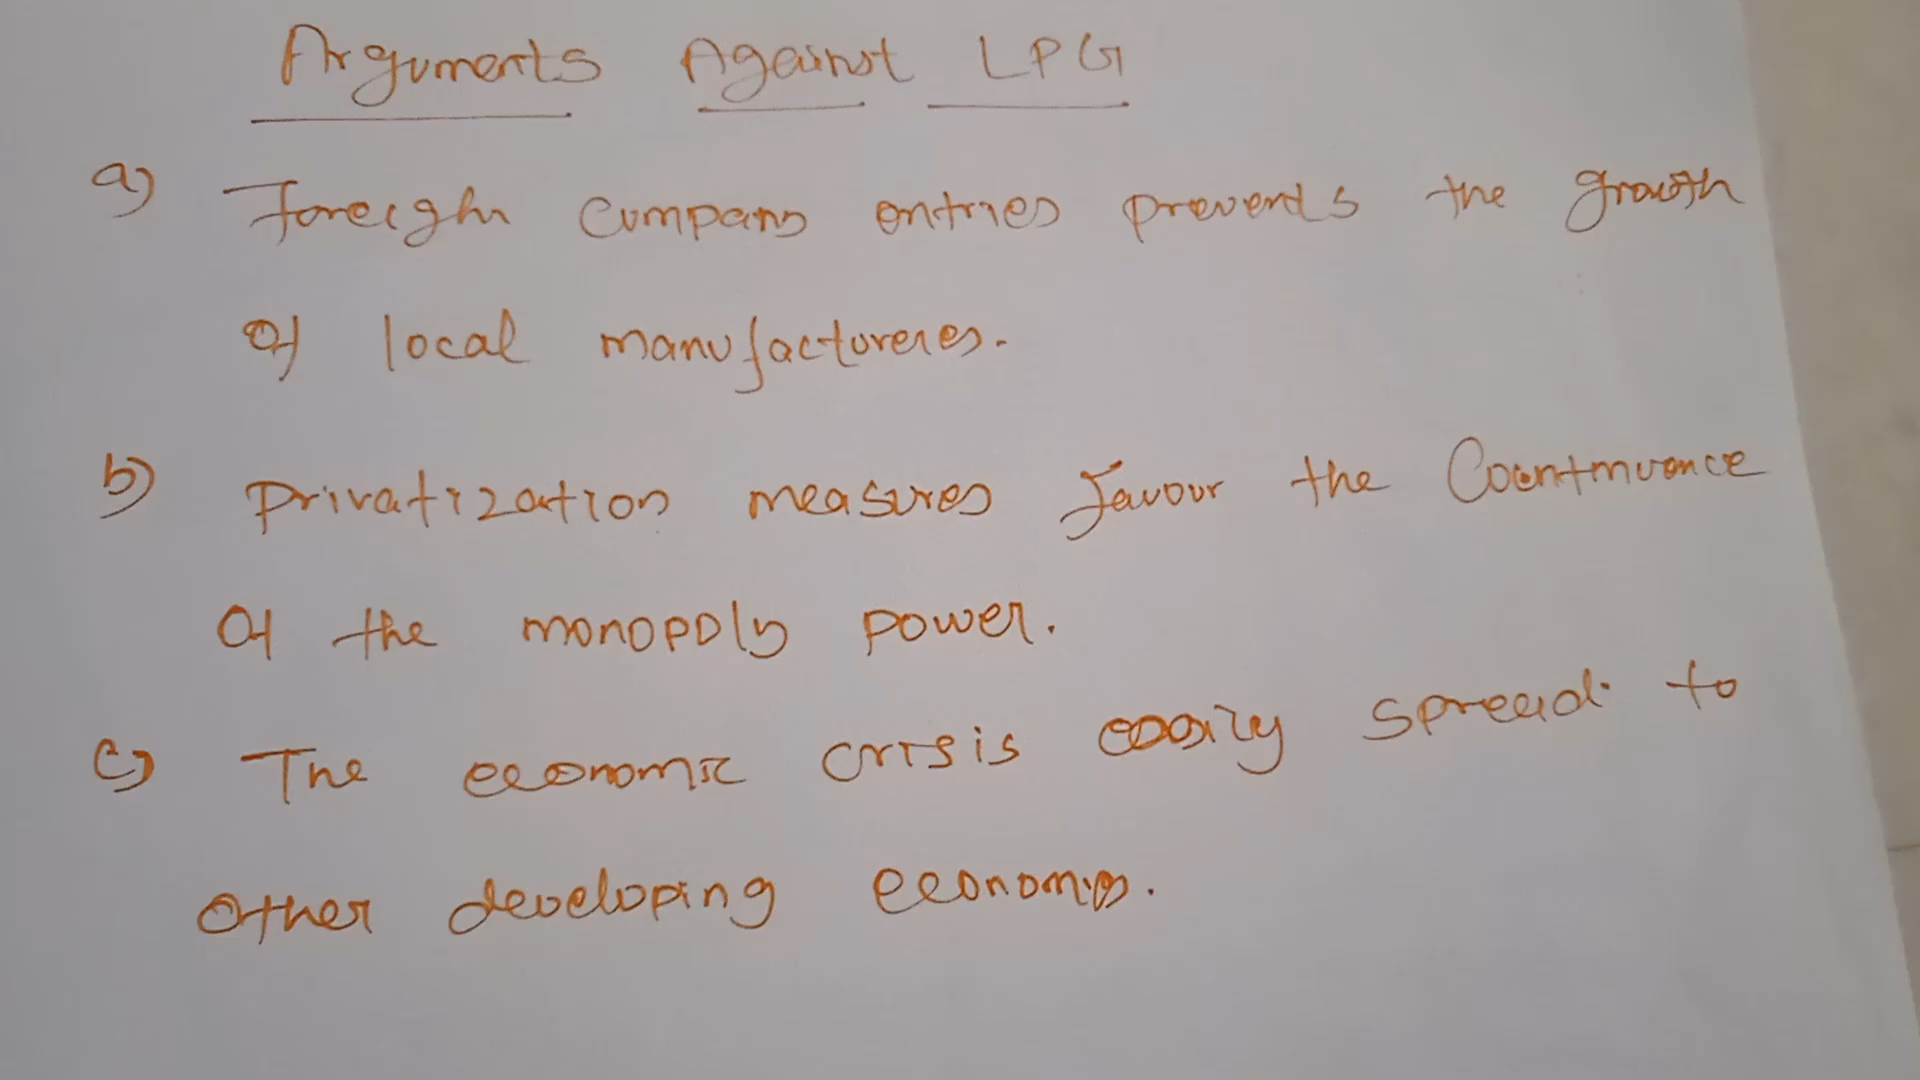 Arguments Against LPG
a) Foreign Company entries prevents the growth
of local manufactureres.
b) Privatization measures favour the Countinuance
Of the monopoly power.
c) The economic crisis easily spread to
Other developing economies.